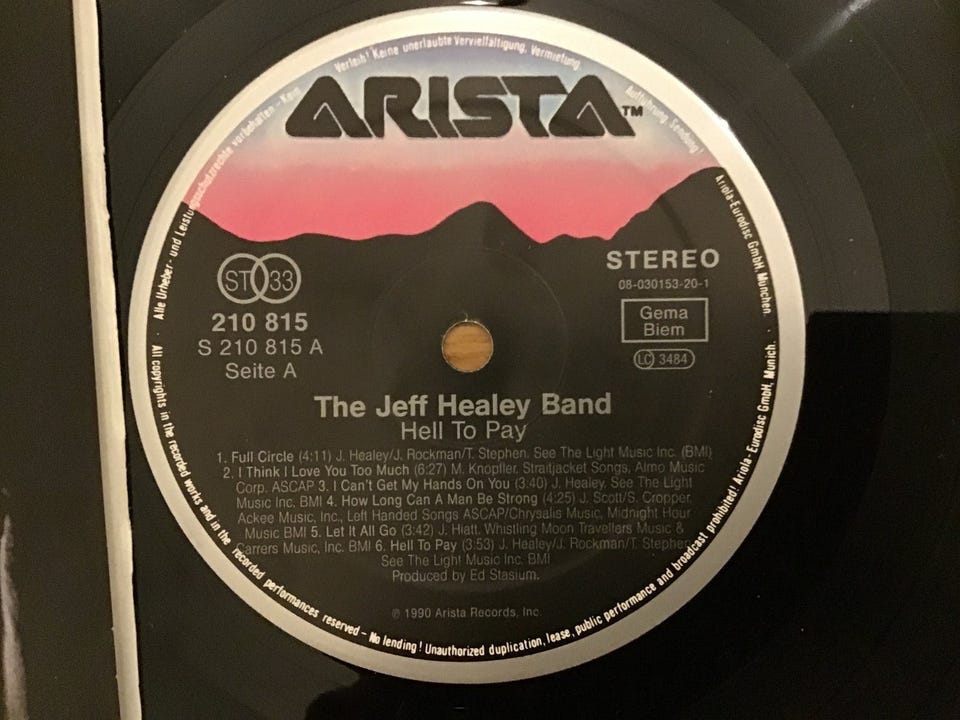 Alle Urheber- und Leistungsschutzrechte vorbehalten - Kein Verleih! Keine unerlaubte Vervielfältigung, Vermietung, Aufführung, Sendung!
ARISTA™
STEREO
ST 33
08-030153-20-1
210 815
Gema
Biem
S 210 815 A
LC 3484
Seite A
The Jeff Healey Band
Hell To Pay
1. Full Circle (4:11) J. Healey/J. Rockman/T. Stephen. See The Light Music Inc. (BMI)
2. I Think I Love You Too Much (6:27) M. Knopfler. Straitjacket Songs, Almo Music
Corp. ASCAP 3. I Can't Get My Hands On You (3:40) J. Healey. See The Light
Music Inc. BMI 4. How Long Can A Man Be Strong (4:25) J. Scott/S. Cropper.
Ackee Music, Inc., Left Handed Songs ASCAP/Chrysalis Music, Midnight Hour
Music BMI 5. Let It All Go (3:42) J. Hiatt. Whistling Moon Travellers Music &
Carrers Music, Inc. BMI 6. Hell To Pay (3:53) J. Healey/J. Rockman/T. Stephen.
See The Light Music Inc. BMI
Produced by Ed Stasium.
℗ 1990 Arista Records, Inc.
Ariola-Eurodisc GmbH, München. ·
All copyrights in the recorded works and in the recorded performances reserved - No lending! Unauthorized duplication, lease, public performance and broadcast prohibited! Ariola-Eurodisc GmbH, Munich. ·